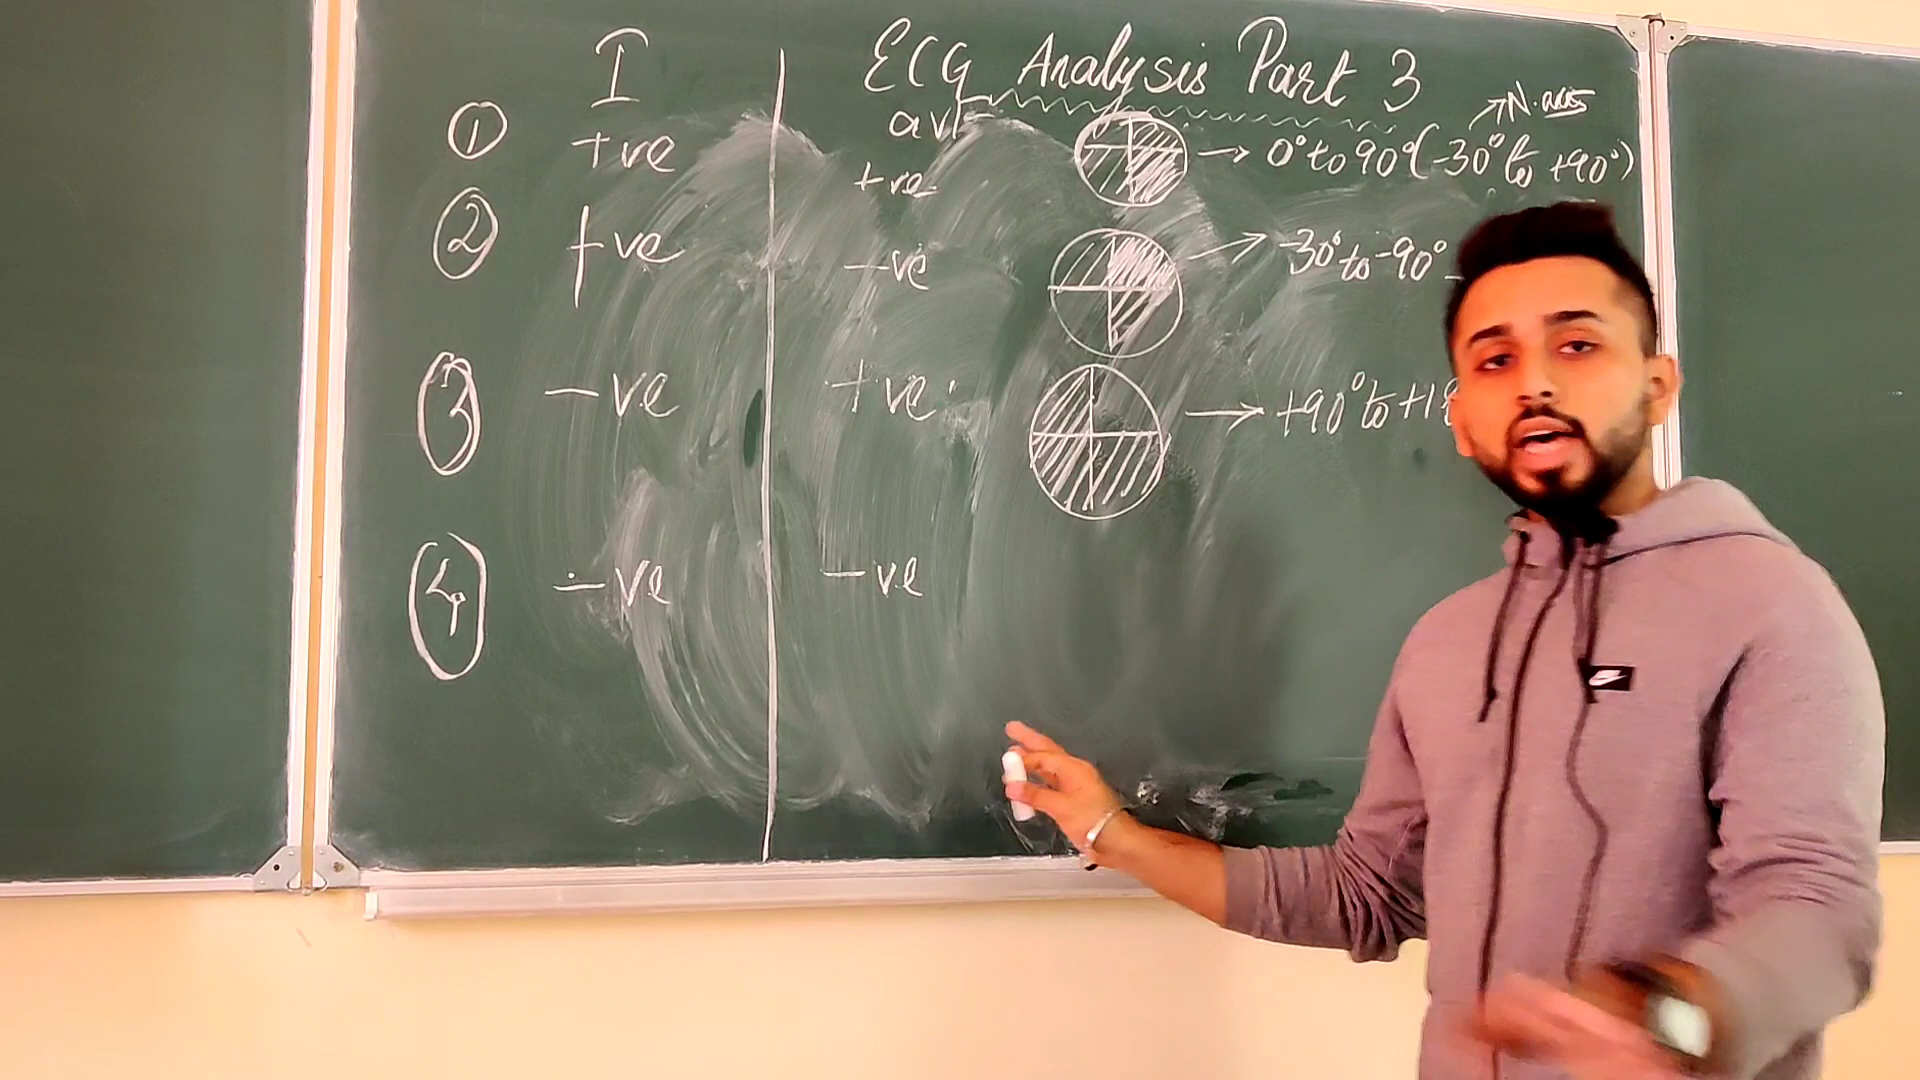 I ECG Analysis Part 3
avF
→ N. axis
① +ve +ve → 0° to 90° (-30° to +90°)
② +ve -ve → -30° to -90°
③ -ve +ve → +90° to +18
④ -ve -ve